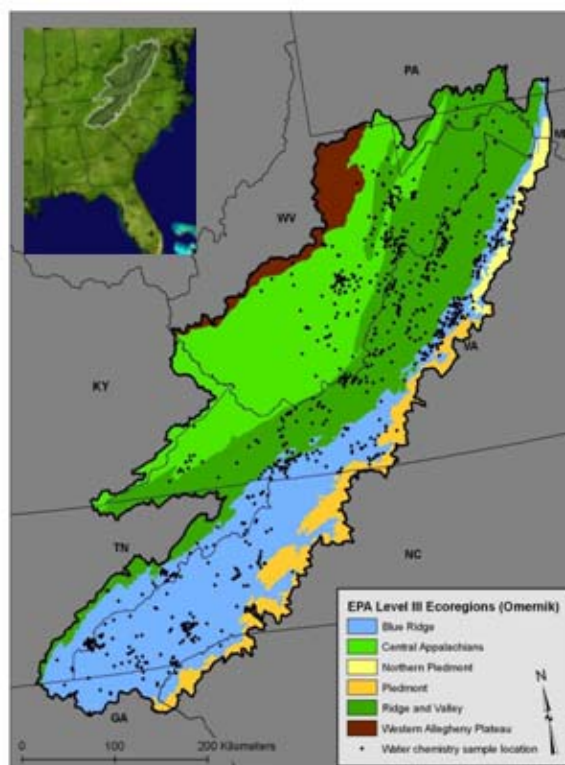 PA
WV
KY
VA
TN
NC
GA
EPA Level III Ecoregions (Omernik)
Blue Ridge
Central Appalachians
Northern Piedmont
Piedmont
Ridge and Valley
Western Allegheny Plateau
Water chemistry sample location
N
0 100 200 Kilometers